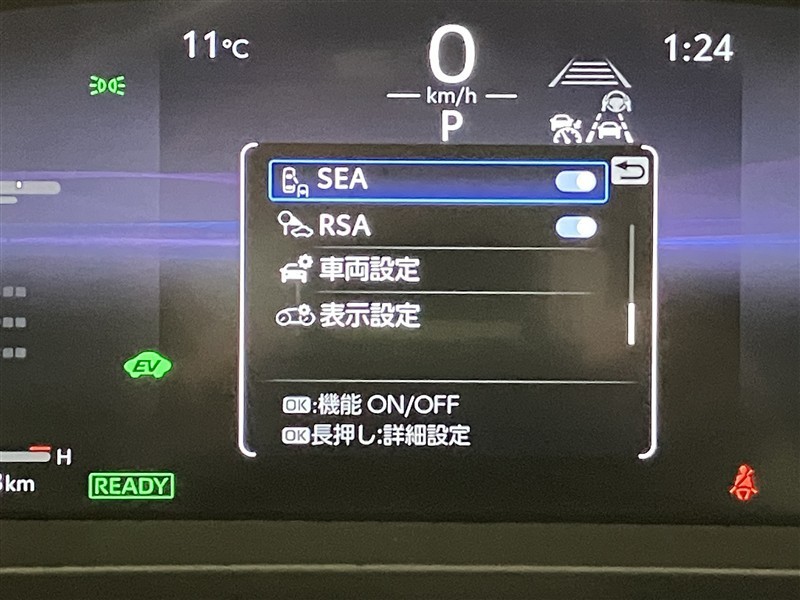 11°C
0
km/h
P
1:24
SEA
RSA
車両設定
表示設定
OK:機能 ON/OFF
OK長押し:詳細設定
EV
H
km
READY